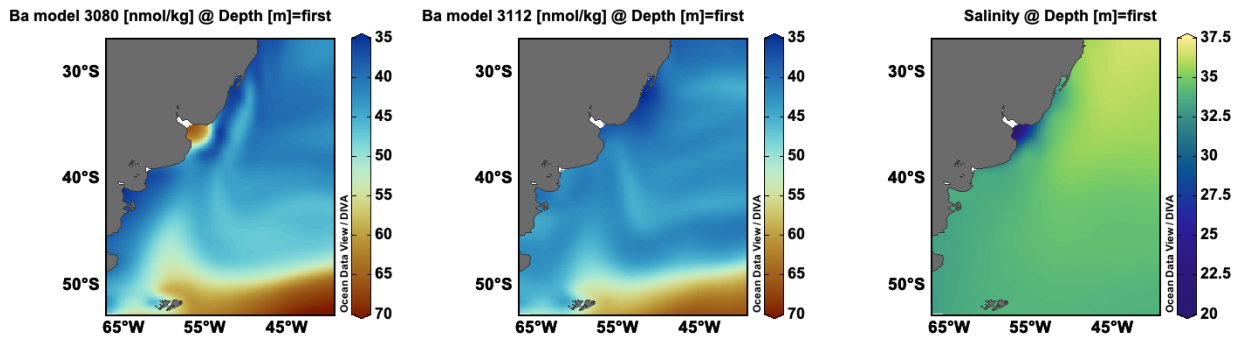 Ba model 3080 [nmol/kg] @ Depth [m]=first
30°S
40°S
50°S
65°W 55°W 45°W
35
40
45
50
55
60
65
70
Ocean Data View / DIVA
Ba model 3112 [nmol/kg] @ Depth [m]=first
30°S
40°S
50°S
65°W 55°W 45°W
35
40
45
50
55
60
65
70
Ocean Data View / DIVA
Salinity @ Depth [m]=first
30°S
40°S
50°S
65°W 55°W 45°W
37.5
35
32.5
30
27.5
25
22.5
20
Ocean Data View / DIVA